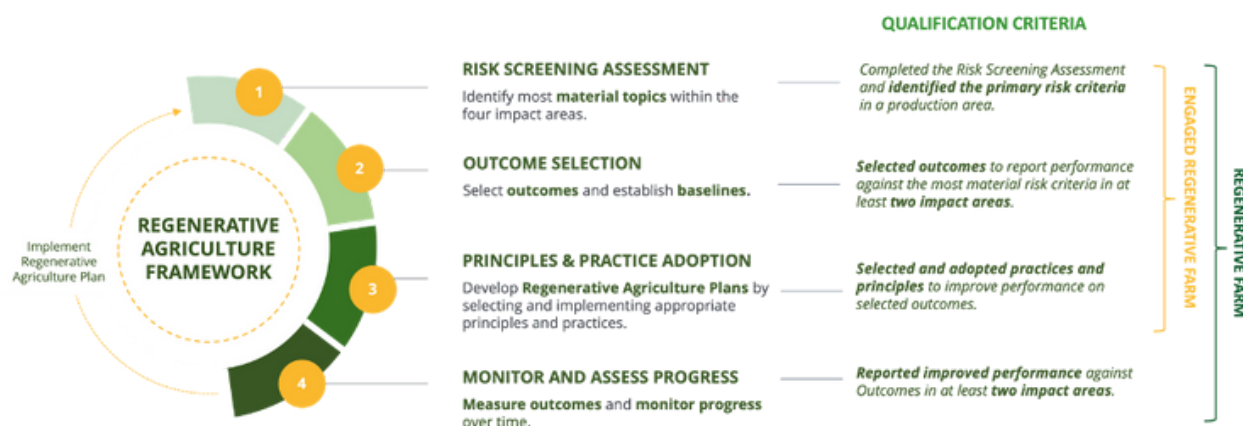 QUALIFICATION CRITERIA
1
RISK SCREENING ASSESSMENT
Identify most material topics within the
four impact areas.
Completed the Risk Screening Assessment
and identified the primary risk criteria
in a production area.
2
OUTCOME SELECTION
Select outcomes and establish baselines.
Selected outcomes to report performance
against the most material risk criteria in at
least two impact areas.
REGENERATIVE
AGRICULTURE
FRAMEWORK
Implement
Regenerative
Agriculture Plan
3
PRINCIPLES & PRACTICE ADOPTION
Develop Regenerative Agriculture Plans by
selecting and implementing appropriate
principles and practices.
Selected and adopted practices and
principles to improve performance on
selected outcomes.
4
MONITOR AND ASSESS PROGRESS
Measure outcomes and monitor progress
over time.
Reported improved performance against
Outcomes in at least two impact areas.
ENGAGED REGENERATIVE FARM
REGENERATIVE FARM